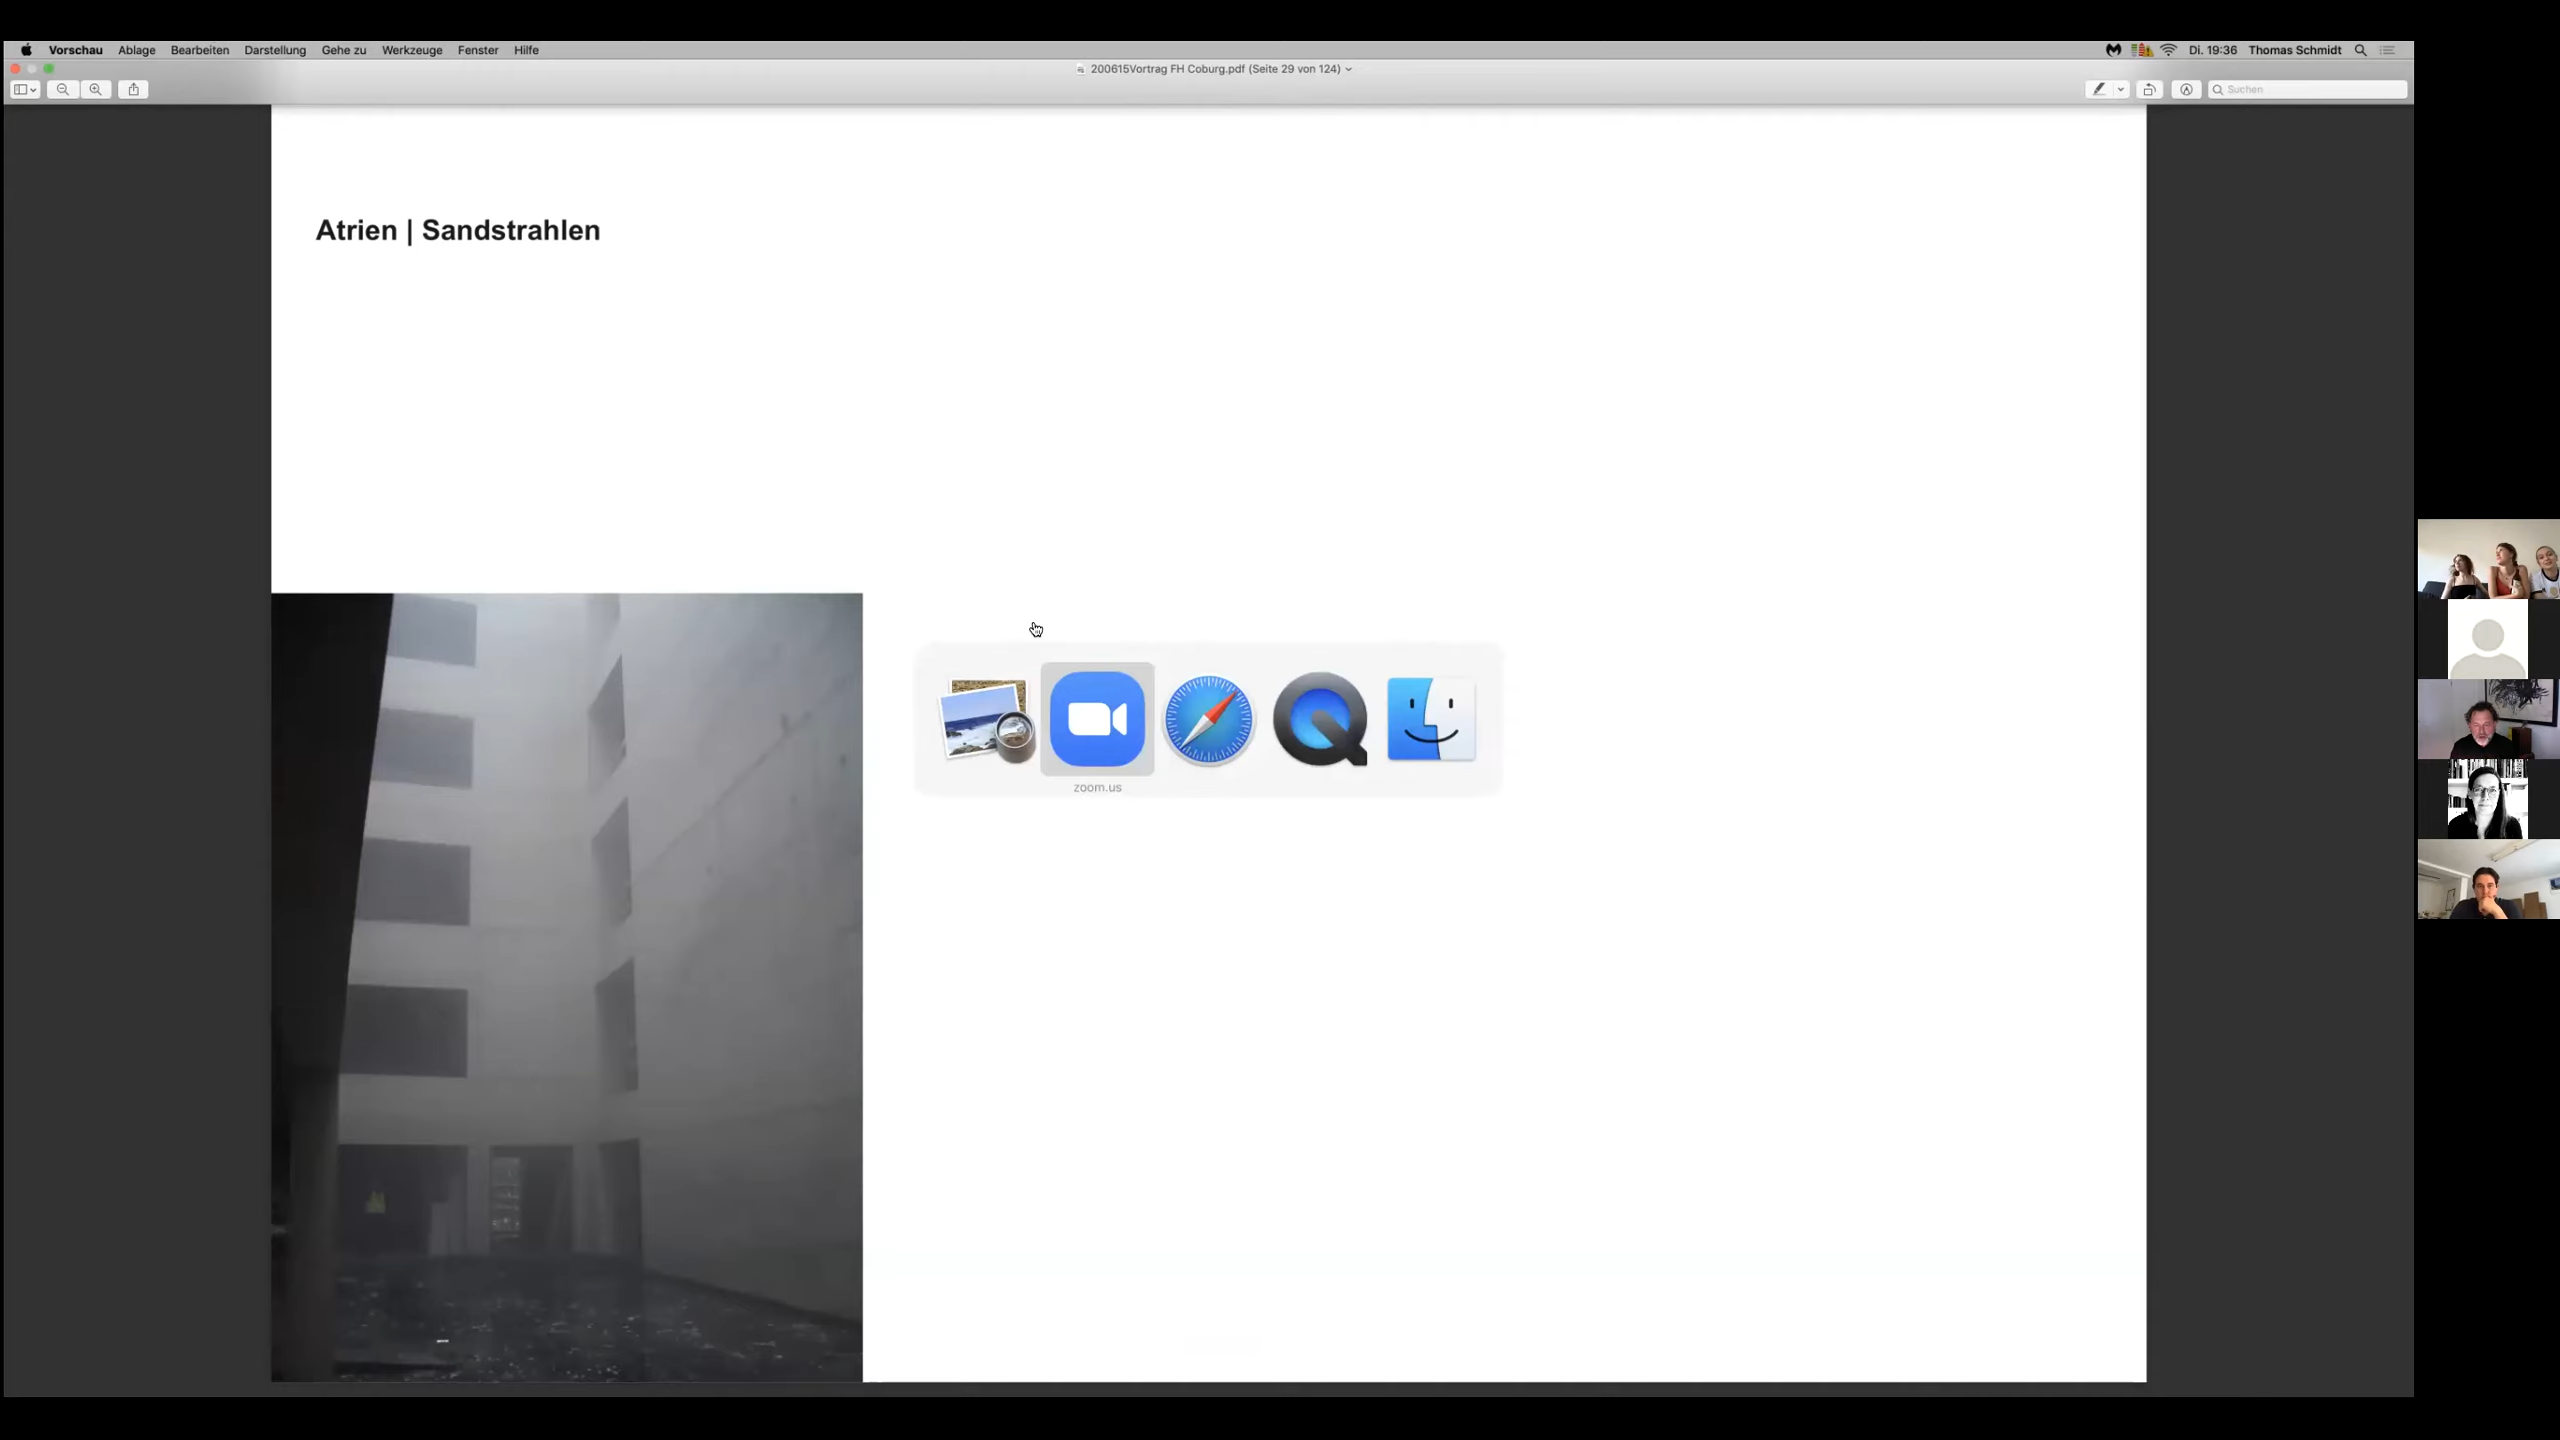 Vorschau Ablage Bearbeiten Darstellung Gehe zu Werkzeuge Fenster Hilfe Di. 19:36 Thomas Schmidt
200615Vortrag FH Coburg.pdf (Seite 29 von 124)
Suchen
Atrien | Sandstrahlen
zoom.us